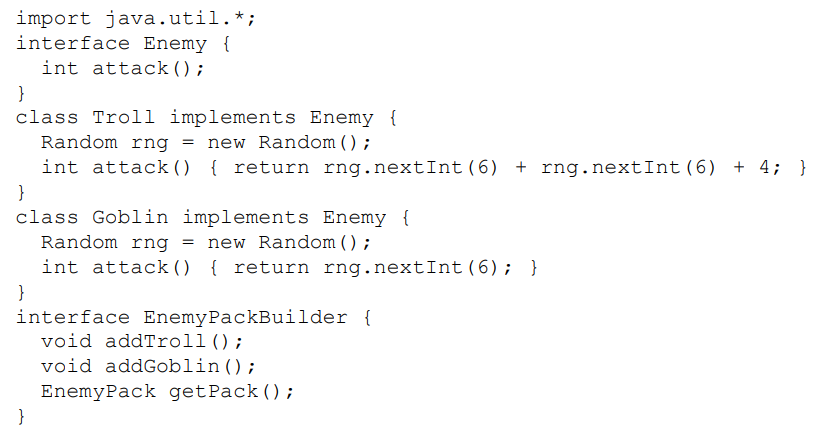 import java.util.*;
interface Enemy {
  int attack();
}
class Troll implements Enemy {
  Random rng = new Random();
  int attack() { return rng.nextInt(6) + rng.nextInt(6) + 4; }
}
class Goblin implements Enemy {
  Random rng = new Random();
  int attack() { return rng.nextInt(6); }
}
interface EnemyPackBuilder {
  void addTroll();
  void addGoblin();
  EnemyPack getPack();
}